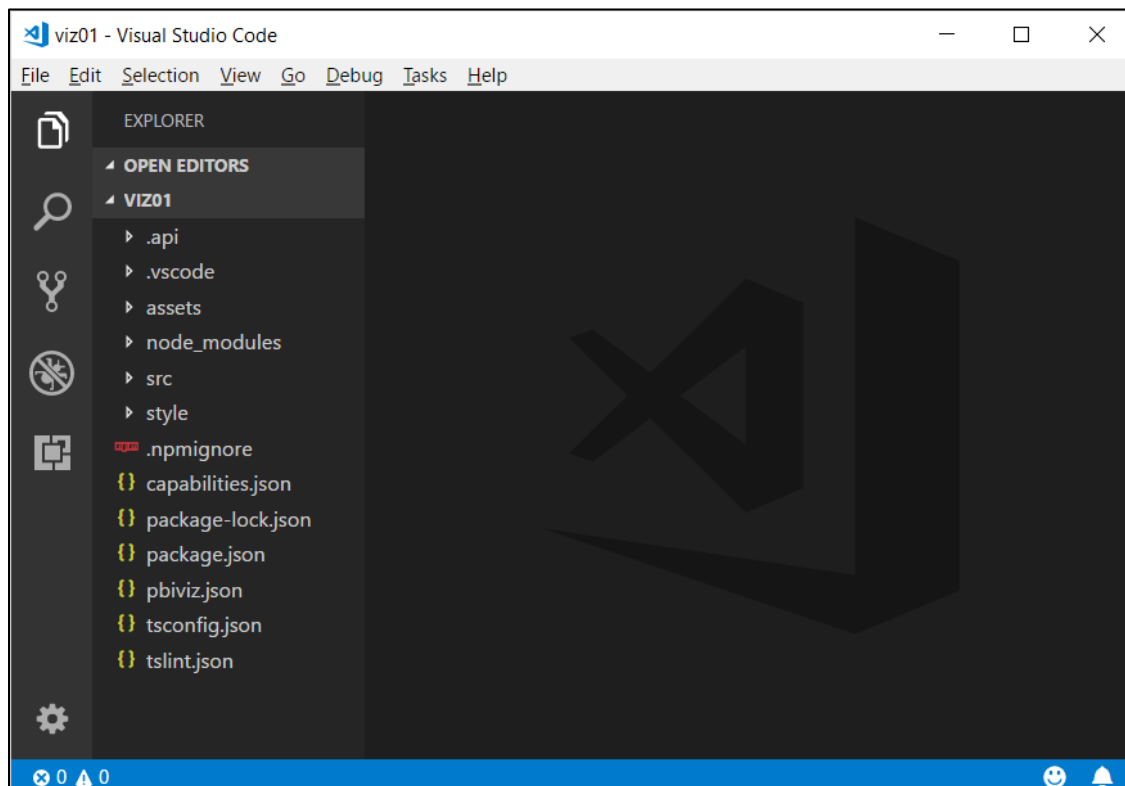 viz01 - Visual Studio Code
File Edit Selection View Go Debug Tasks Help
EXPLORER
OPEN EDITORS
VIZ01
.api
.vscode
assets
node_modules
src
style
npm .npmignore
{} capabilities.json
{} package-lock.json
{} package.json
{} pbiviz.json
{} tsconfig.json
{} tslint.json
0 0